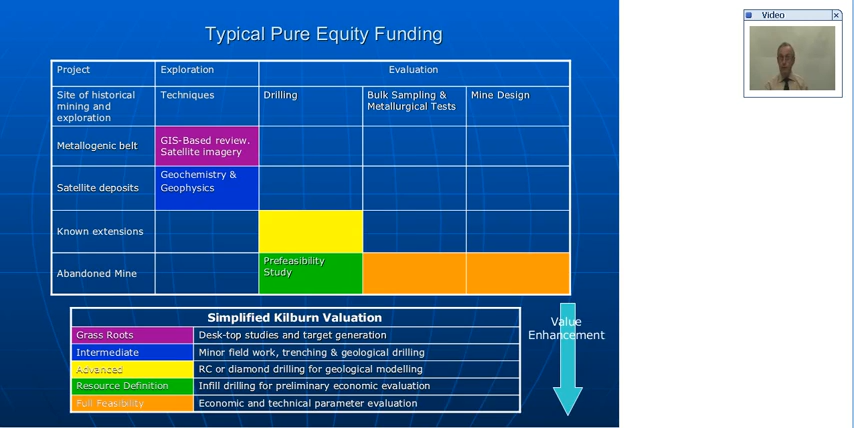 Typical Pure Equity Funding
Video
Project
Exploration
Evaluation
Site of historical
mining and
exploration
Techniques
Drilling
Bulk Sampling &
Metallurgical Tests
Mine Design
Metallogenic belt
GIS-Based review.
Satellite imagery
Satellite deposits
Geochemistry &
Geophysics
Known extensions
Abandoned Mine
Prefeasibility
Study
Simplified Kilburn Valuation
Grass Roots
Desk-top studies and target generation
Intermediate
Minor field work, trenching & geological drilling
Advanced
RC or diamond drilling for geological modelling
Resource Definition
Infill drilling for preliminary economic evaluation
Full Feasibility
Economic and technical parameter evaluation
Value
Enhancement